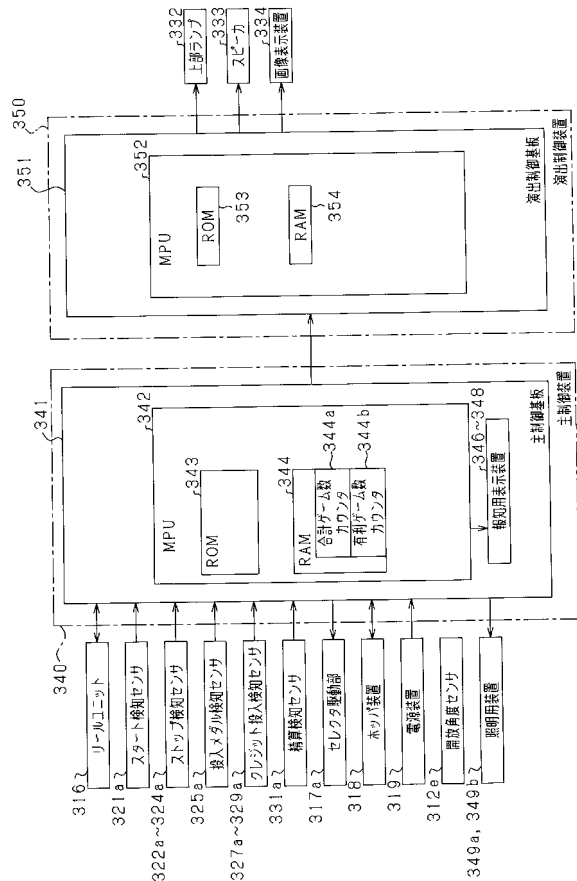 316
リールユニット
321a
スタート検知センサ
322a~324a
ストップ検知センサ
325a
投入メダル検知センサ
327a~329a
クレジット投入検知センサ
331a
精算検知センサ
317a
セレクタ駆動部
318
ホッパ装置
319
電源装置
312e
開放角度センサ
349a, 349b
照明用装置
340
341
342
MPU
343
ROM
344
RAM
344a
合計ゲーム数
カウンタ
344b
有利ゲーム数
カウンタ
346~348
報知用表示装置
主制御基板
主制御装置
350
351
352
MPU
ROM
353
RAM
354
演出制御基板
演出制御装置
332
上部ランプ
333
スピーカ
334
画像表示装置